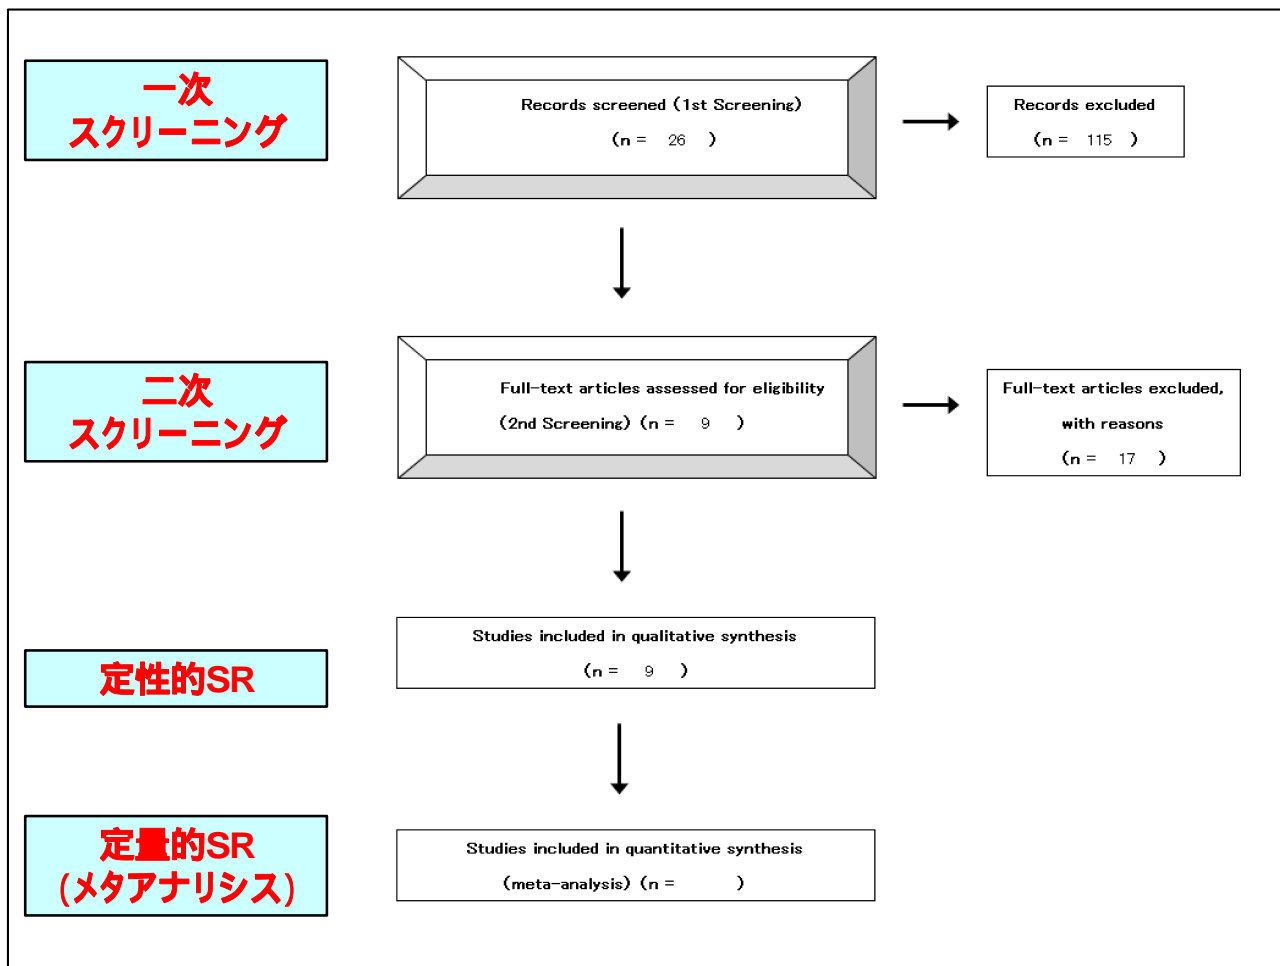 一次
スクリーニング
Records screened (1st Screening)
(n = 26 )
Records excluded
(n = 115 )
二次
スクリーニング
Full-text articles assessed for eligibility
(2nd Screening) (n = 9 )
Full-text articles excluded,
with reasons
(n = 17 )
定性的SR
Studies included in qualitative synthesis
(n = 9 )
定量的SR
(メタアナリシス)
Studies included in quantitative synthesis
(meta-analysis) (n = )